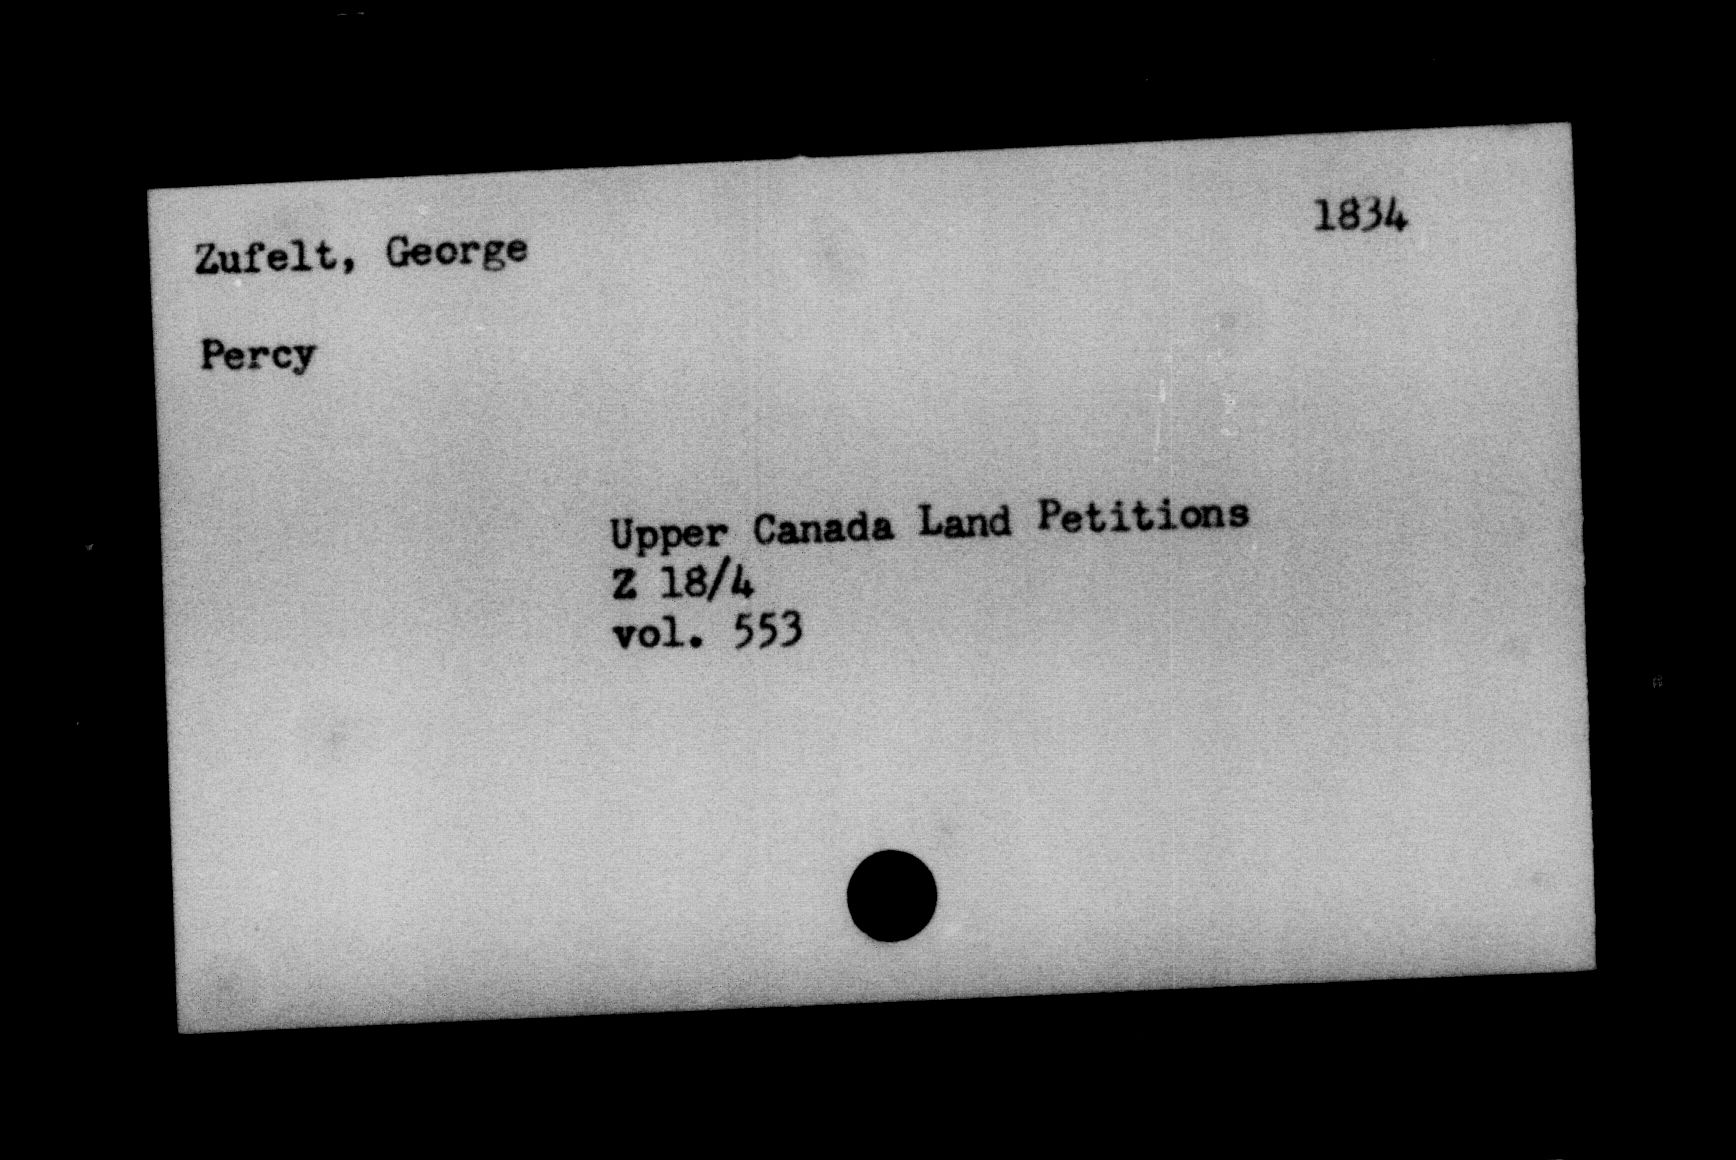 Zufelt, George 1834
Percy
Upper Canada Land Petitions
Z 18/4
vol. 553